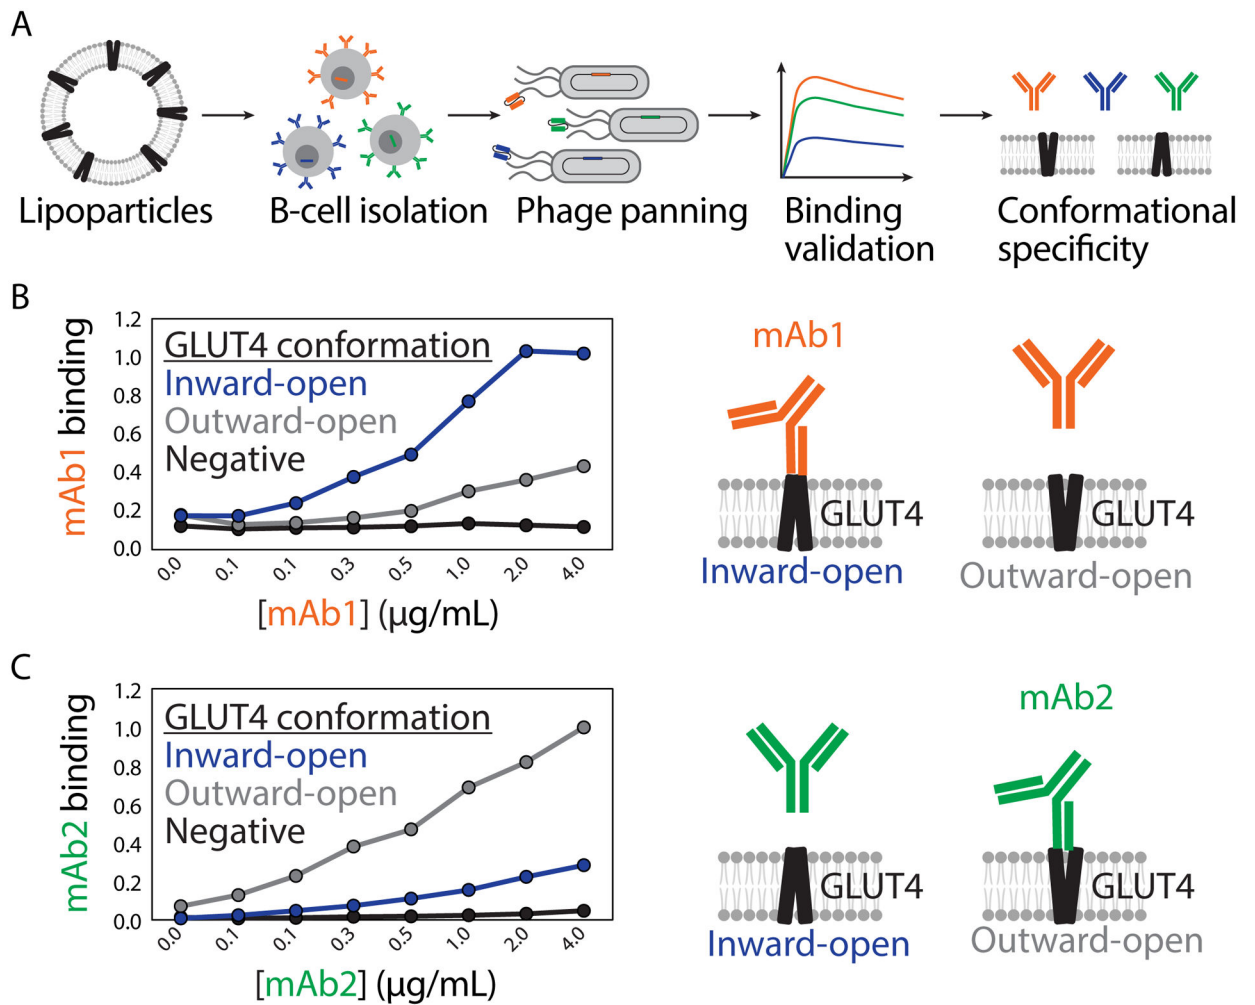 A
Lipoparticles
B-cell isolation
Phage panning
Binding
validation
Conformational
specificity
B
mAb1 binding
1.2
1.0
0.8
0.6
0.4
0.2
0.0
GLUT4 conformation
Inward-open
Outward-open
Negative
0.0 0.1 0.1 0.3 0.5 1.0 2.0 4.0
[mAb1] (µg/mL)
mAb1
GLUT4
Inward-open
GLUT4
Outward-open
C
mAb2 binding
1.2
1.0
0.8
0.6
0.4
0.2
0.0
GLUT4 conformation
Inward-open
Outward-open
Negative
0.0 0.1 0.1 0.3 0.5 1.0 2.0 4.0
[mAb2] (µg/mL)
GLUT4
Inward-open
mAb2
GLUT4
Outward-open